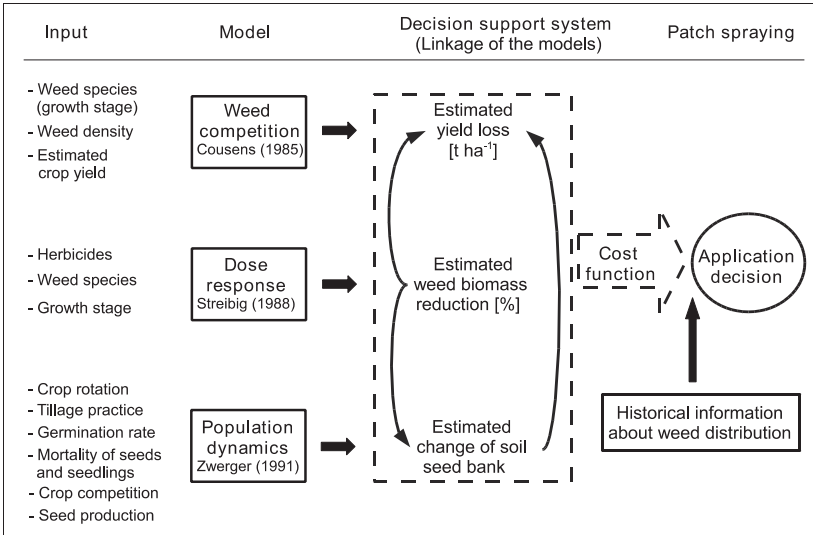 Input
Model
Decision support system
(Linkage of the models)
Patch spraying
- Weed species
(growth stage)
- Weed density
- Estimated
crop yield
Weed
competition
Cousens (1985)
Estimated
yield loss
[t ha⁻¹]
- Herbicides
- Weed species
- Growth stage
Dose
response
Streibig (1988)
Estimated
weed biomass
reduction [%]
Cost
function
Application
decision
- Crop rotation
- Tillage practice
- Germination rate
- Mortality of seeds
and seedlings
- Crop competition
- Seed production
Population
dynamics
Zwerger (1991)
Estimated
change of soil
seed bank
Historical information
about weed distribution